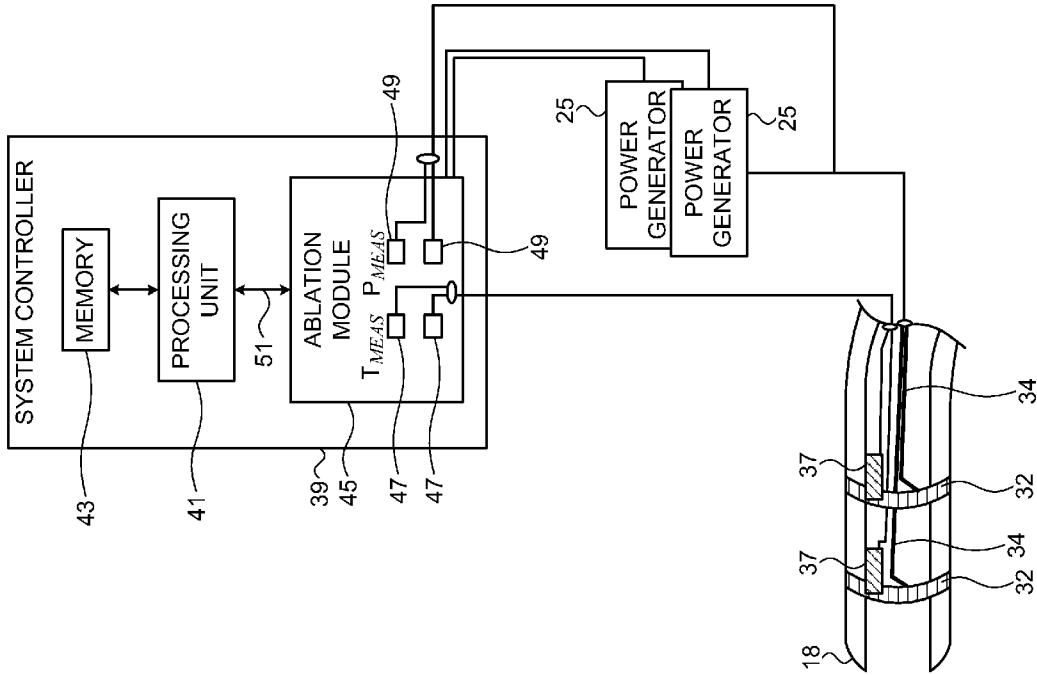 SYSTEM CONTROLLER
MEMORY
43
PROCESSING
UNIT
41
51
ABLATION
MODULE
T_MEAS P_MEAS
49
49
39
45
47
47
POWER
GENERATOR
25
POWER
GENERATOR
25
18
37
37
34
34
32
32